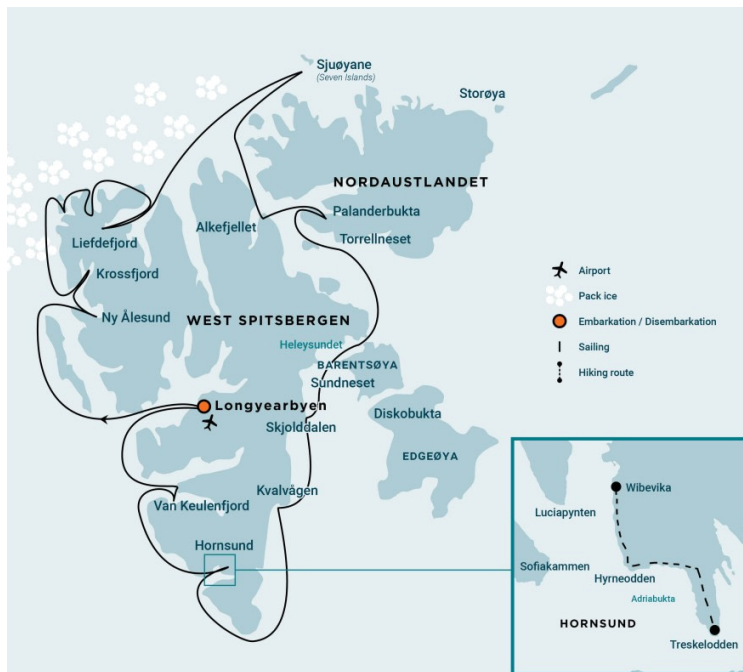 Sjuøyane
(Seven Islands)
Storøya
NORDAUSTLANDET
Palanderbukta
Alkefjellet
Torrellneset
Liefdefjord
Krossfjord
Ny Ålesund
WEST SPITSBERGEN
Heleysundet
BARENTSØYA
Sundneset
Longyearbyen
Skjolddalen
Diskobukta
EDGEØYA
Kvalvågen
Van Keulenfjord
Hornsund
Airport
Pack ice
Embarkation / Disembarkation
Sailing
Hiking route
Wibevika
Luciapynten
Sofiakammen
Hyrneodden
Adriabukta
HORNSUND
Treskelodden